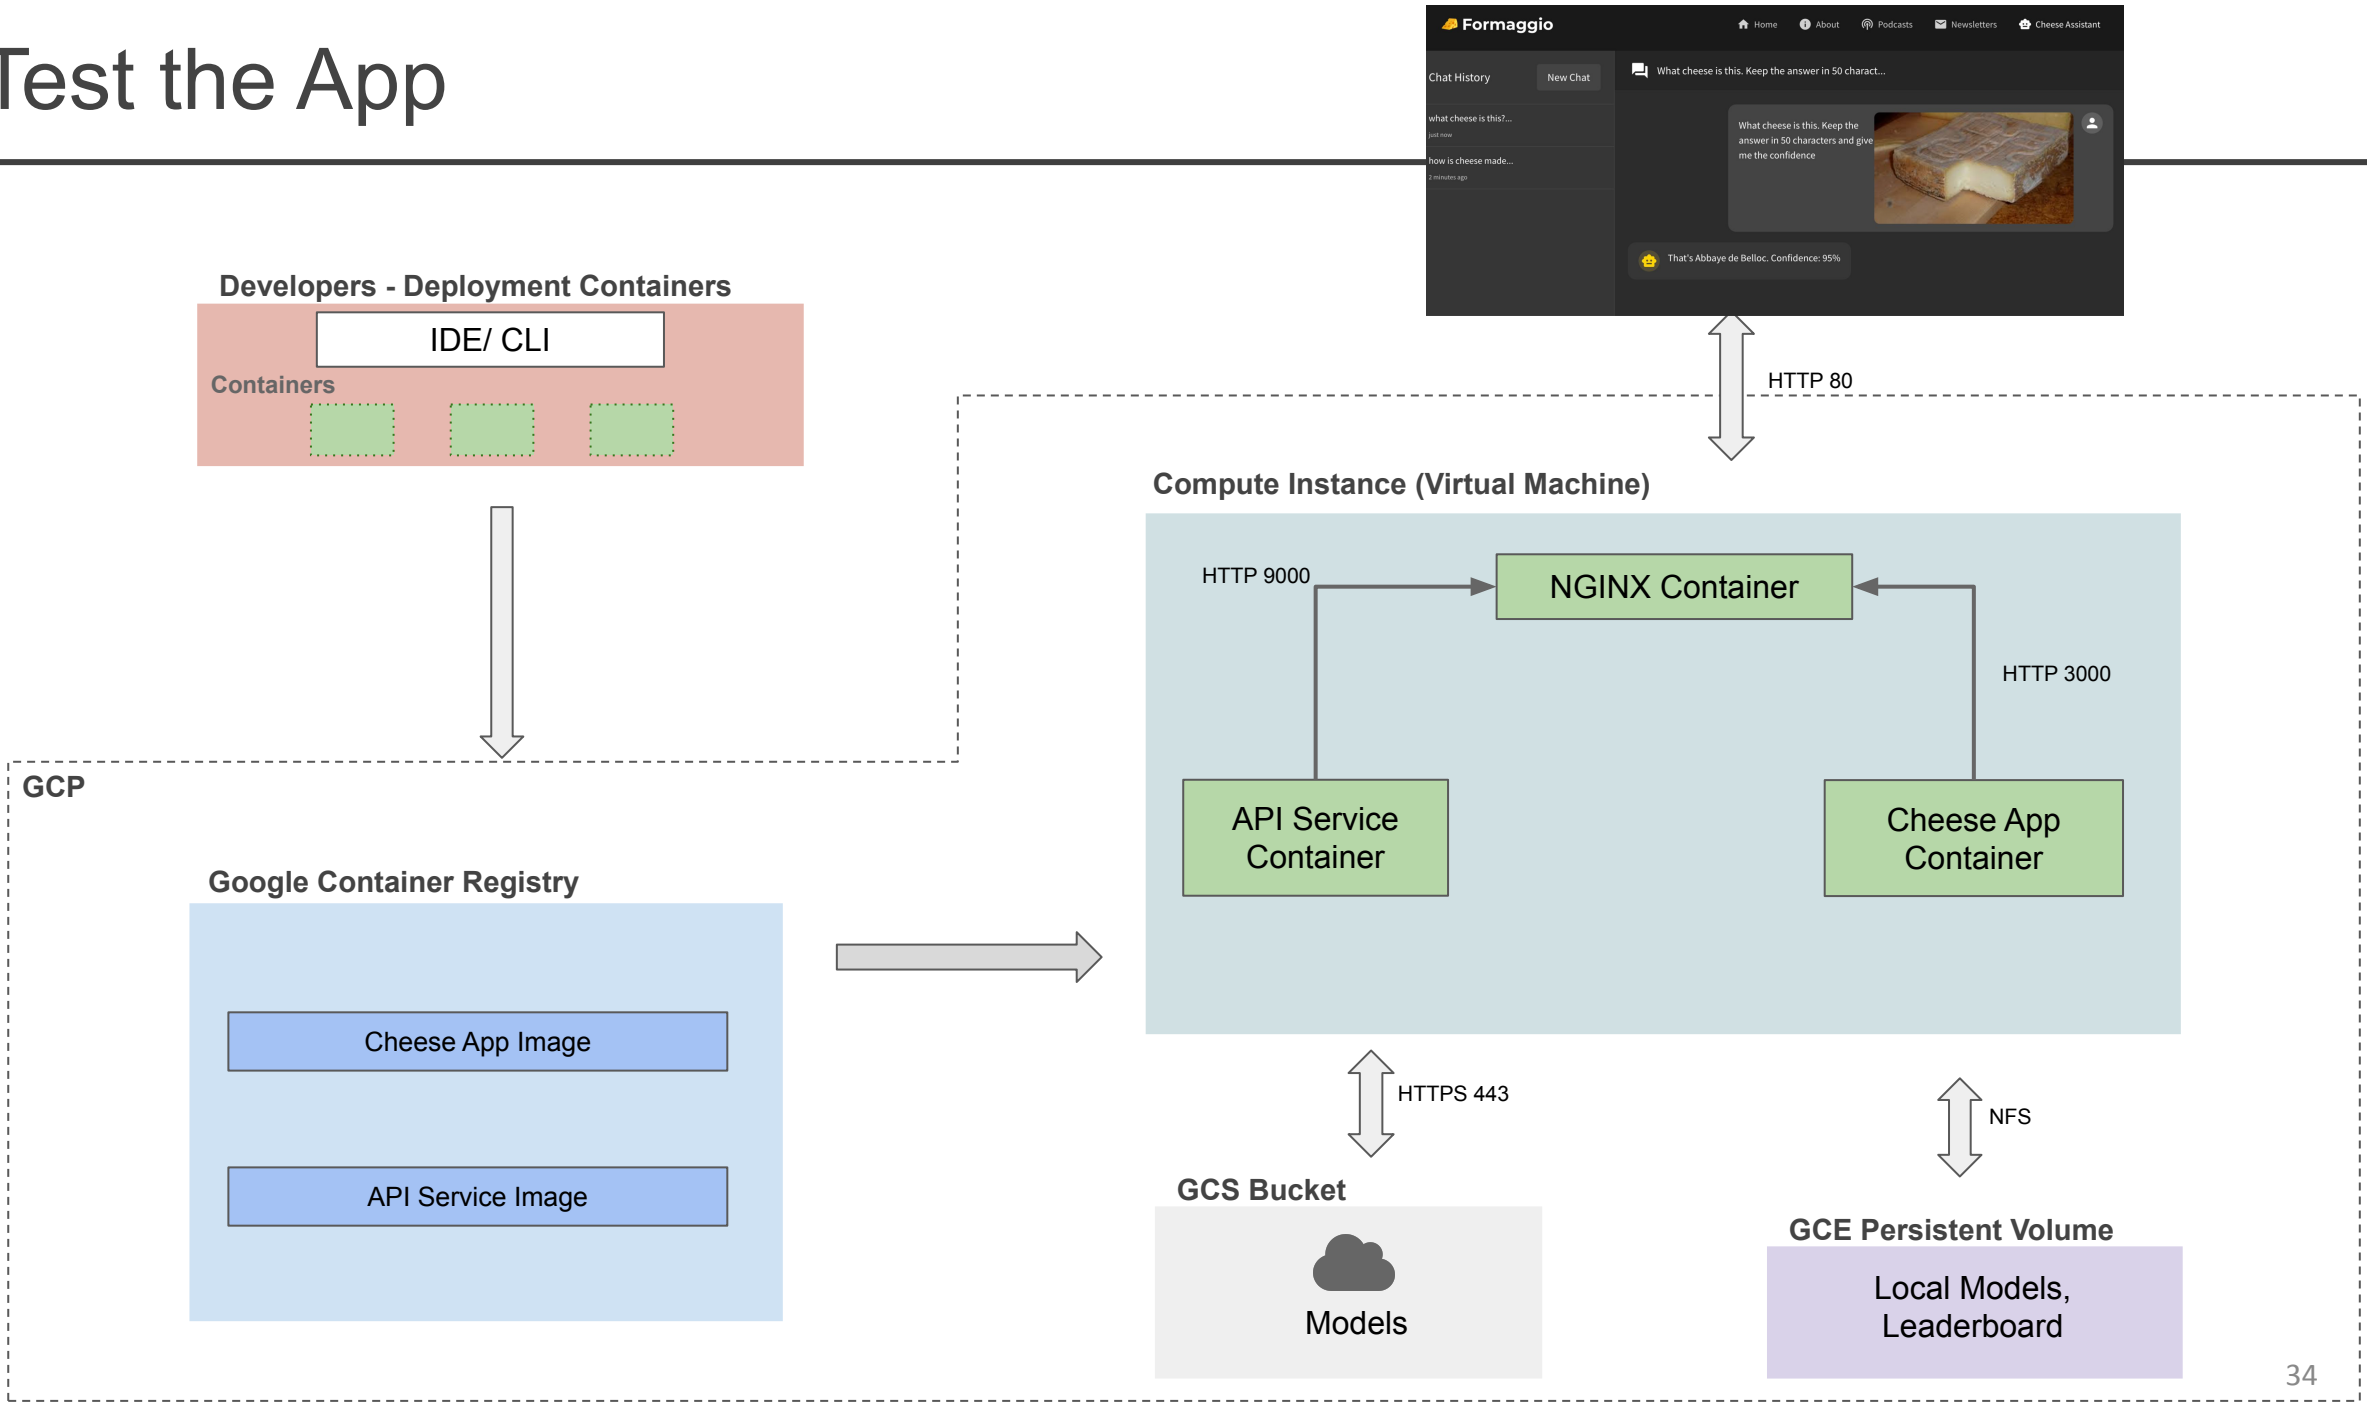 Test the App
Formaggio
Home
About
Podcasts
Newsletters
Cheese Assistant
Chat History
New Chat
What cheese is this. Keep the answer in 50 charact...
what cheese is this?...
just now
how is cheese made...
2 minutes ago
What cheese is this. Keep the
answer in 50 characters and give
me the confidence
That's Abbaye de Belloc. Confidence: 95%
Developers - Deployment Containers
IDE/ CLI
Containers
HTTP 80
Compute Instance (Virtual Machine)
HTTP 9000
NGINX Container
HTTP 3000
API Service
Container
Cheese App
Container
GCP
Google Container Registry
Cheese App Image
API Service Image
HTTPS 443
NFS
GCS Bucket
Models
GCE Persistent Volume
Local Models,
Leaderboard
34